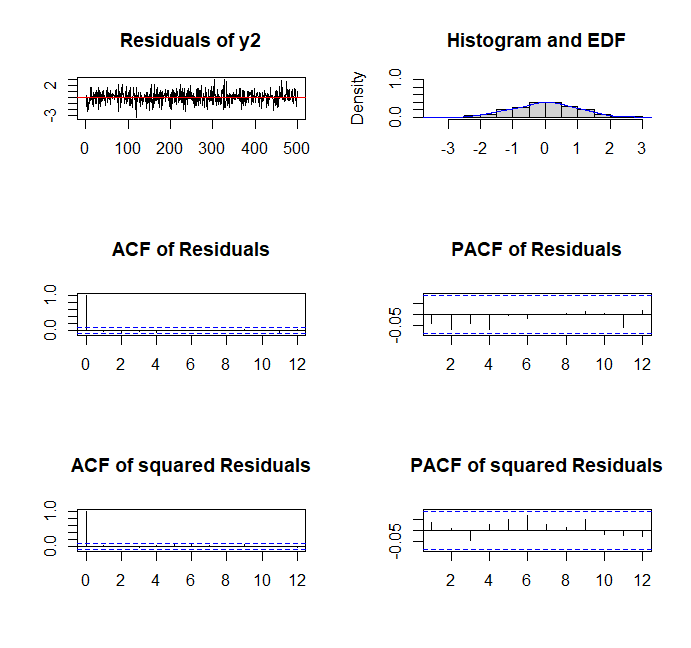 Residuals of y2
2
-3
0 100 200 300 400 500
Histogram and EDF
Density
1.0
0.0
-3 -2 -1 0 1 2 3
ACF of Residuals
1.0
0.0
0 2 4 6 8 10 12
PACF of Residuals
-0.05
2 4 6 8 10 12
ACF of squared Residuals
1.0
0.0
0 2 4 6 8 10 12
PACF of squared Residuals
-0.05
2 4 6 8 10 12